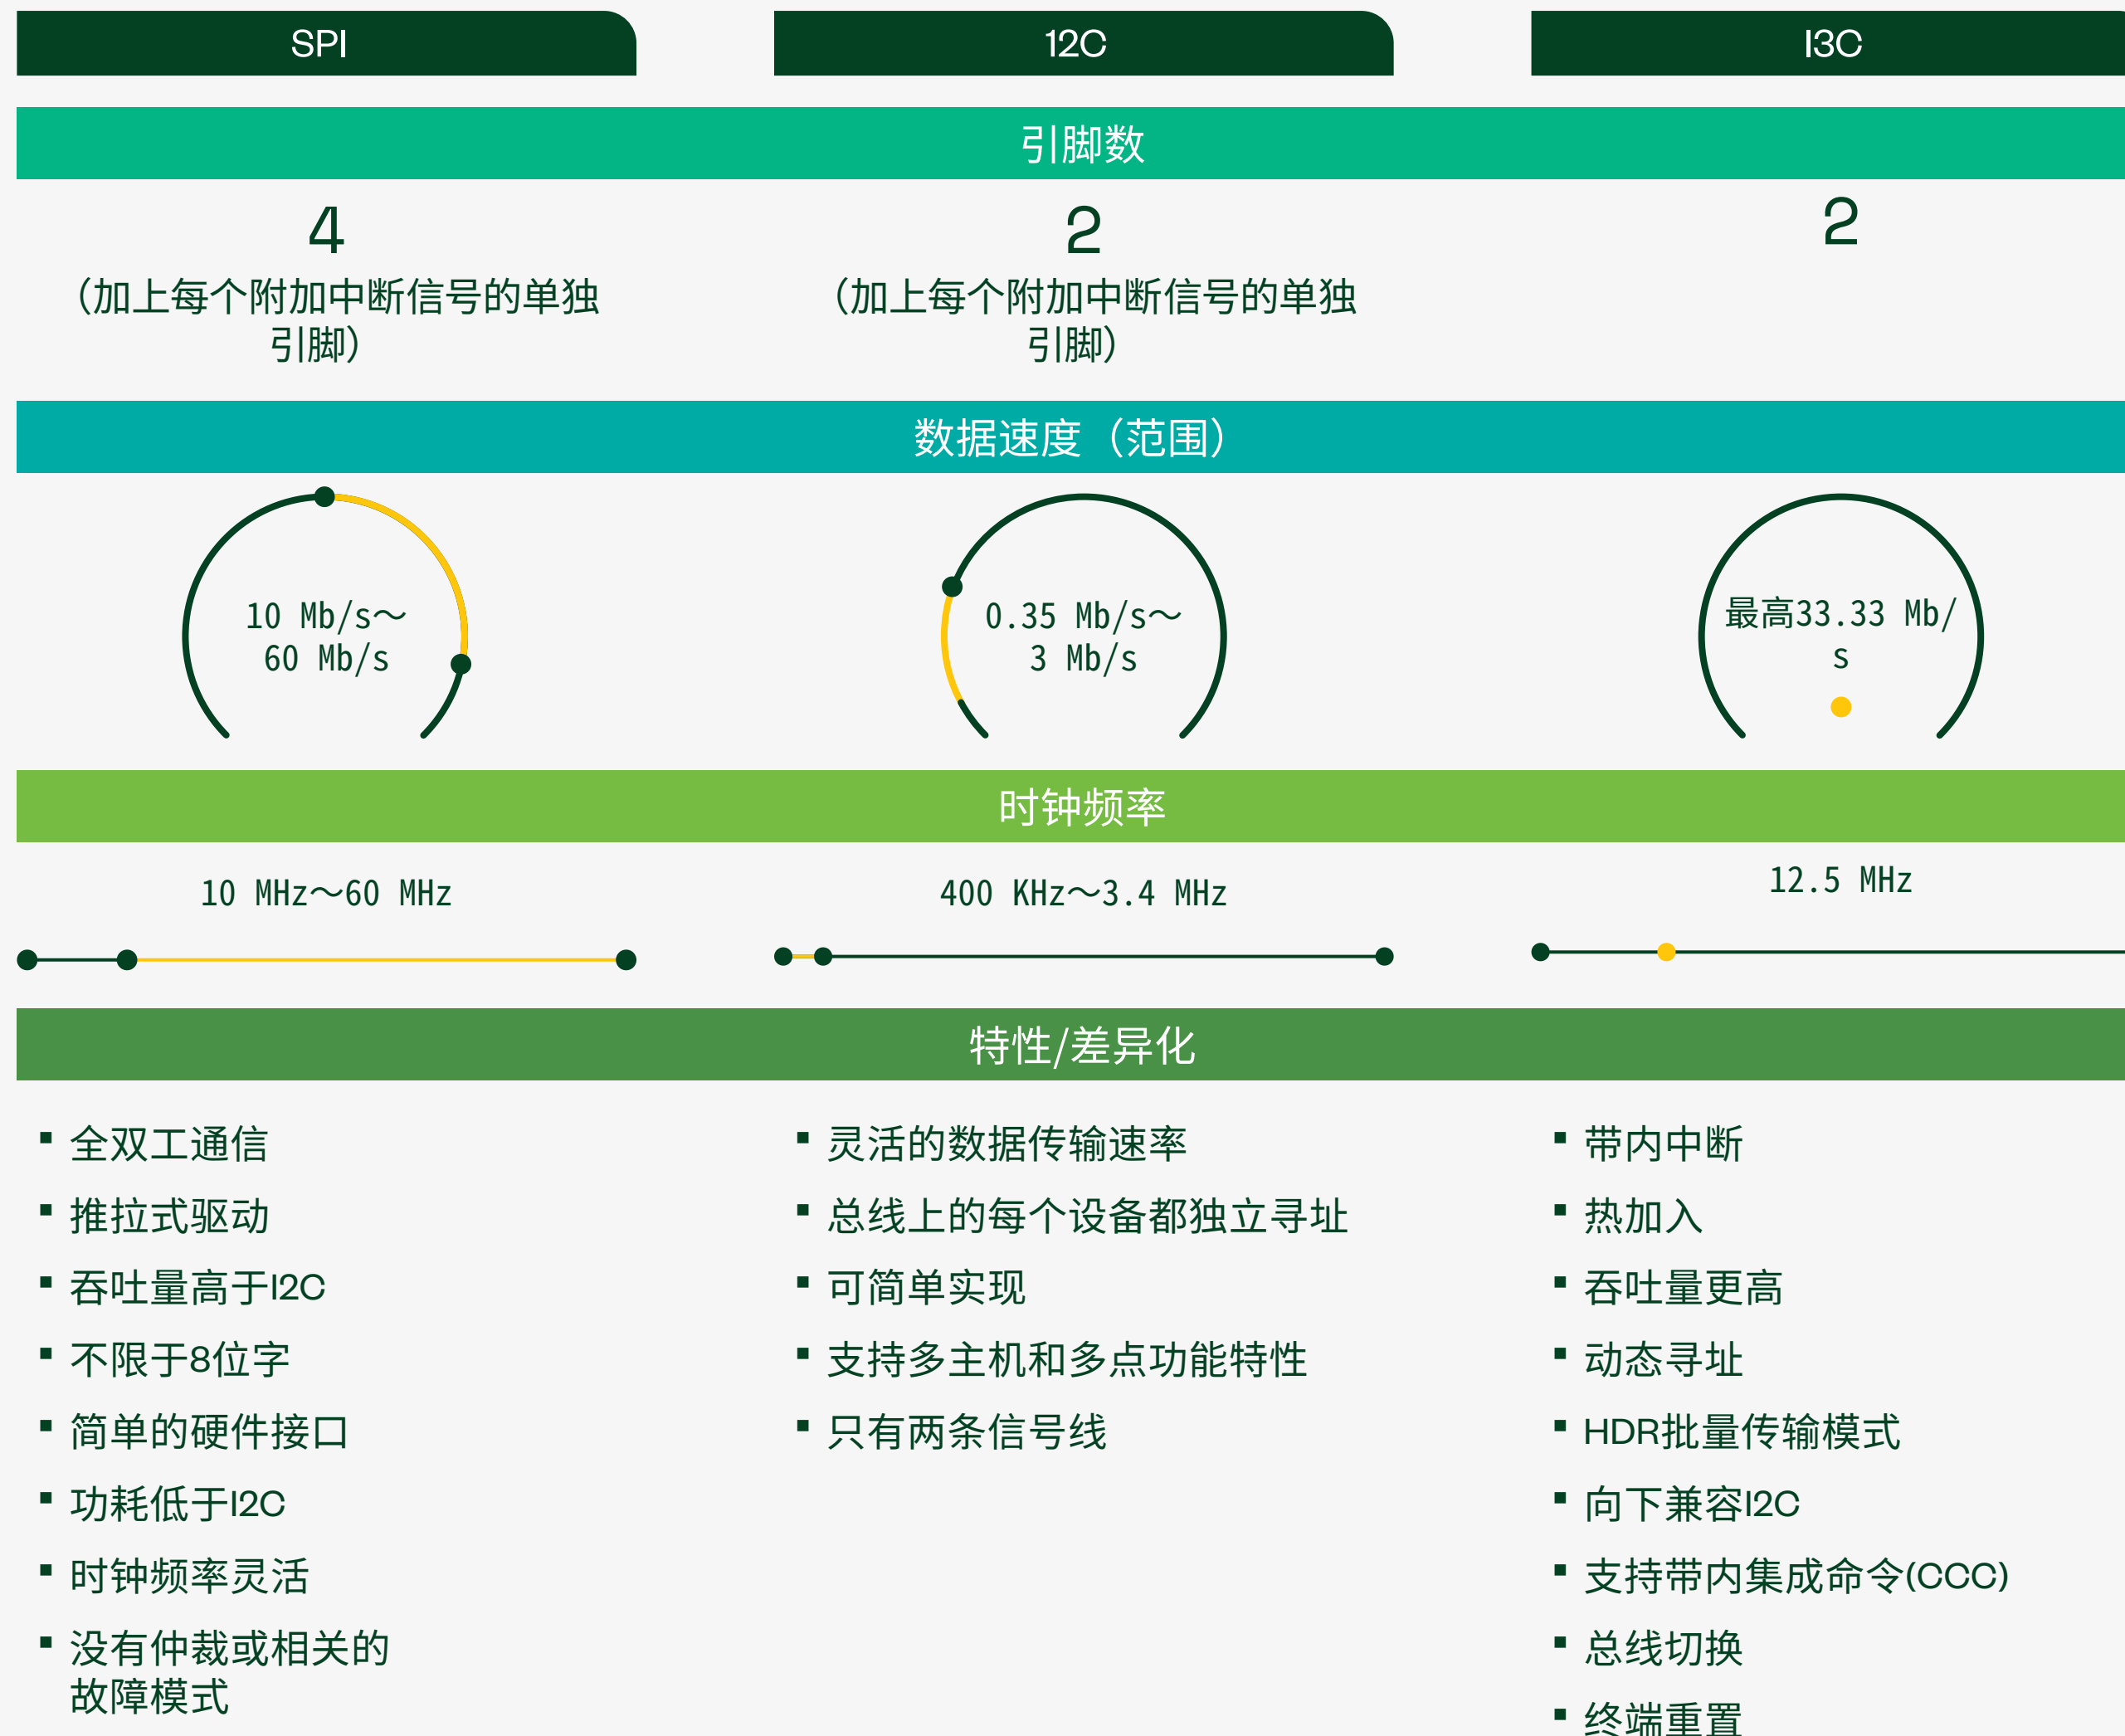 SPI
12C
I3C
引脚数
4
(加上每个附加中断信号的单独
引脚)
2
(加上每个附加中断信号的单独
引脚)
2
数据速度（范围）
10 Mb/s～
60 Mb/s
0.35 Mb/s～
3 Mb/s
最高33.33 Mb/
s
时钟频率
10 MHz～60 MHz
400 KHz～3.4 MHz
12.5 MHz
特性/差异化
▪ 全双工通信
▪ 推拉式驱动
▪ 吞吐量高于I2C
▪ 不限于8位字
▪ 简单的硬件接口
▪ 功耗低于I2C
▪ 时钟频率灵活
▪ 没有仲裁或相关的
故障模式
▪ 灵活的数据传输速率
▪ 总线上的每个设备都独立寻址
▪ 可简单实现
▪ 支持多主机和多点功能特性
▪ 只有两条信号线
▪ 带内中断
▪ 热加入
▪ 吞吐量更高
▪ 动态寻址
▪ HDR批量传输模式
▪ 向下兼容I2C
▪ 支持带内集成命令(CCC)
▪ 总线切换
▪ 终端重置